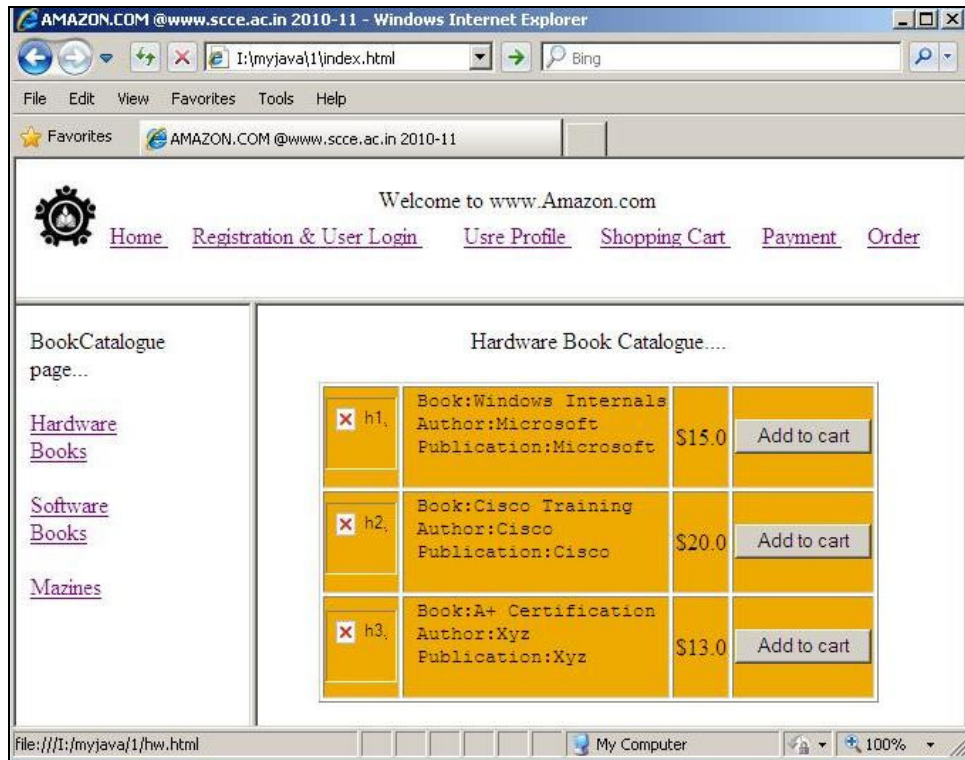 AMAZON.COM @www.scce.ac.in 2010-11 - Windows Internet Explorer
I:\myjava\1\index.html
Bing
File Edit View Favorites Tools Help
Favorites
AMAZON.COM @www.scce.ac.in 2010-11
Welcome to www.Amazon.com
Home Registration & User Login Usre Profile Shopping Cart Payment Order
BookCatalogue
page...
Hardware
Books
Software
Books
Mazines
Hardware Book Catalogue....
h1,
Book:Windows Internals
Author:Microsoft
Publication:Microsoft
$15.0
Add to cart
h2,
Book:Cisco Training
Author:Cisco
Publication:Cisco
$20.0
Add to cart
h3,
Book:A+ Certification
Author:Xyz
Publication:Xyz
$13.0
Add to cart
file:///I:/myjava/1/hw.html
My Computer
100%